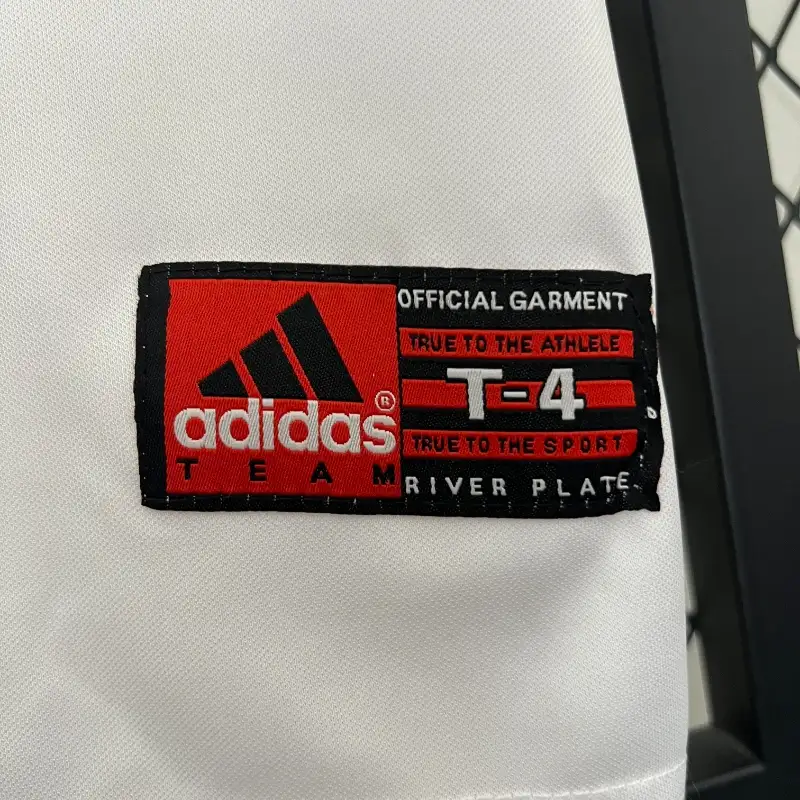 adidas®
TEAM
OFFICIAL GARMENT
TRUE TO THE ATHLELE
T-4
TRUE TO THE SPORT
RIVER PLATE